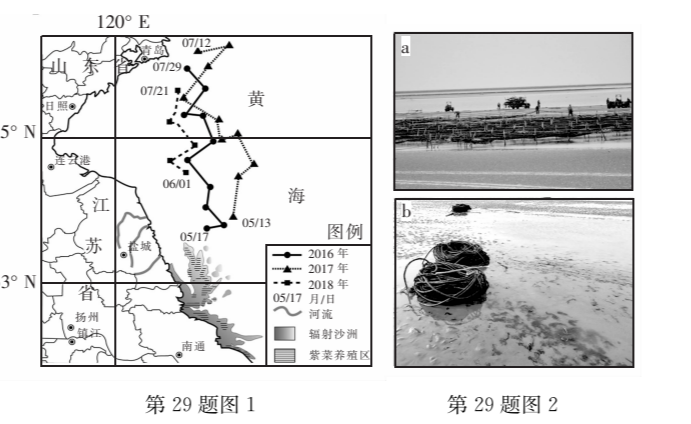 120° E
07/12
青岛
山东省
07/29
07/21
黄
日照
5° N
连云港
06/01
海
江
05/13
苏
盐城
05/17
图例
2016 年
2017 年
2018 年
3° N
省
05/17 月/日
河流
扬州
镇江
辐射沙洲
南通
紫菜养殖区
a
b
第 29 题图 1
第 29 题图 2